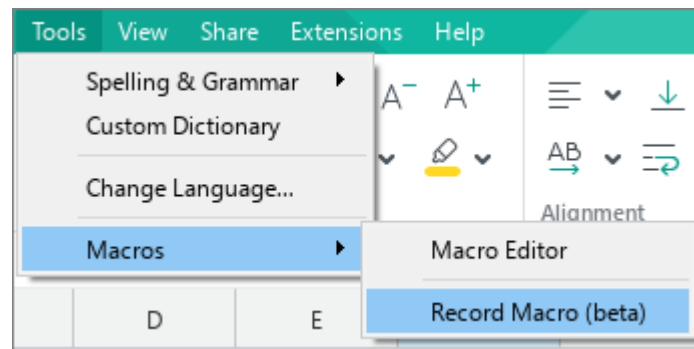 Tools View Share Extensions Help
Spelling & Grammar
A- A+
Custom Dictionary
AB
Change Language...
Alignment
Macros
Macro Editor
Record Macro (beta)
D E